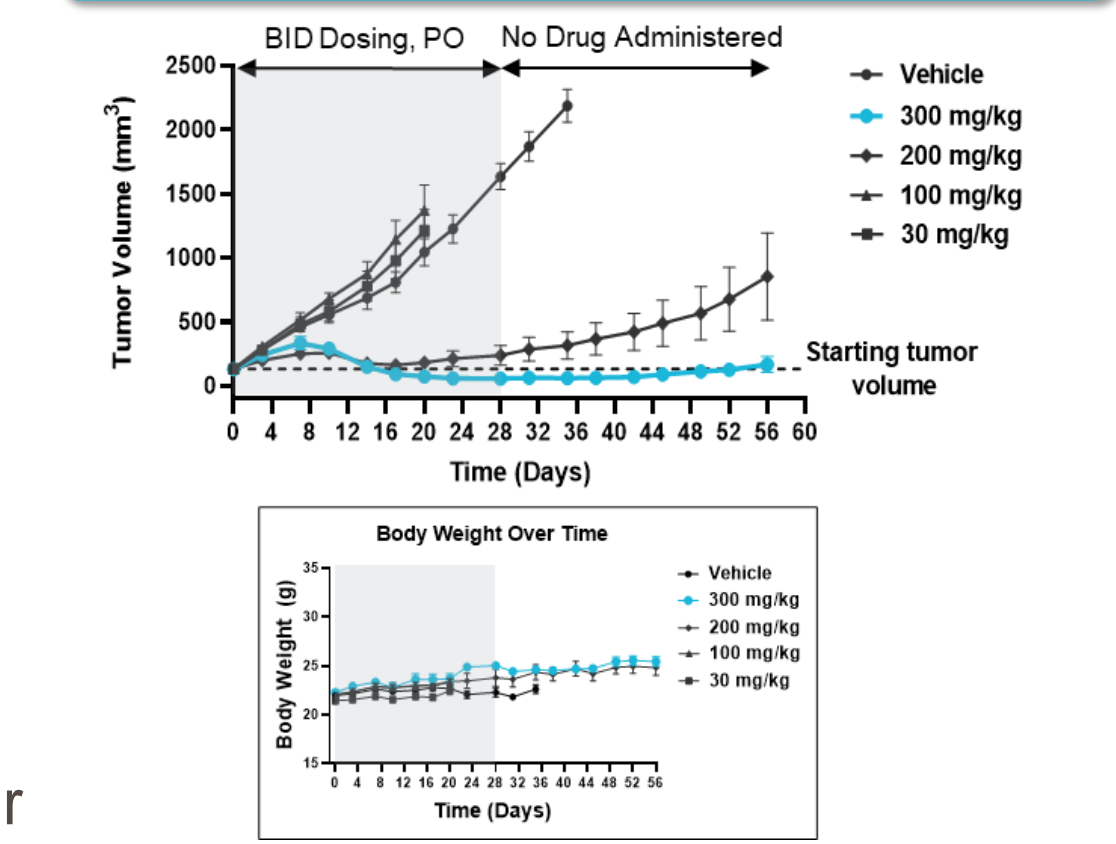 BID Dosing, PO
No Drug Administered
2500
2000
1500
1000
500
0
Tumor Volume (mm³)
0 4 8 12 16 20 24 28 32 36 40 44 48 52 56 60
Time (Days)
Vehicle
300 mg/kg
200 mg/kg
100 mg/kg
30 mg/kg
Starting tumor
volume
Body Weight Over Time
35
30
25
20
15
Body Weight (g)
0 4 8 12 16 20 24 28 32 36 40 44 48 52 56
Time (Days)
Vehicle
300 mg/kg
200 mg/kg
100 mg/kg
30 mg/kg
r